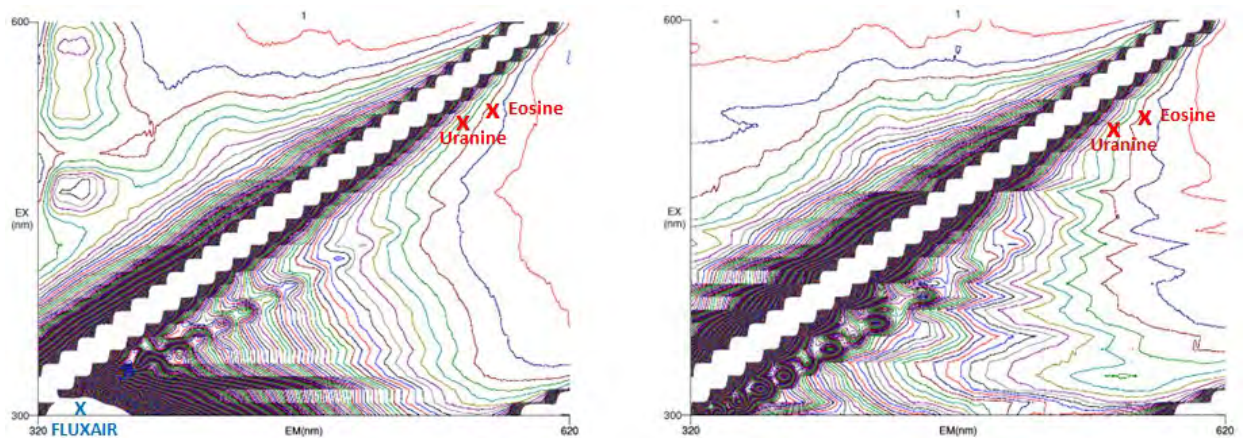 1
600
Eosine
Uranine
EX
(nm)
300
320
EM(nm)
620
FLUXAIR
1
600
Eosine
Uranine
EX
(nm)
300
320
EM(nm)
620